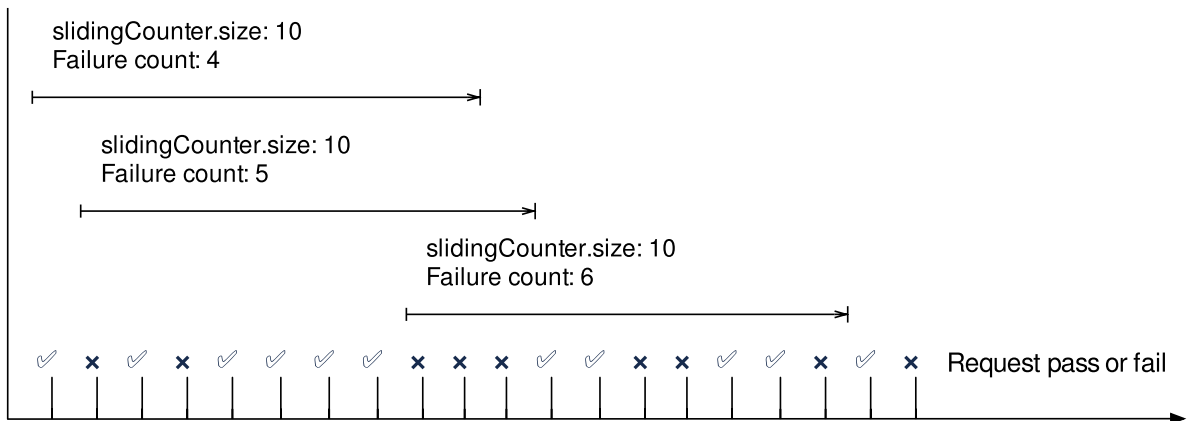 slidingCounter.size: 10
Failure count: 4
slidingCounter.size: 10
Failure count: 5
slidingCounter.size: 10
Failure count: 6
Request pass or fail